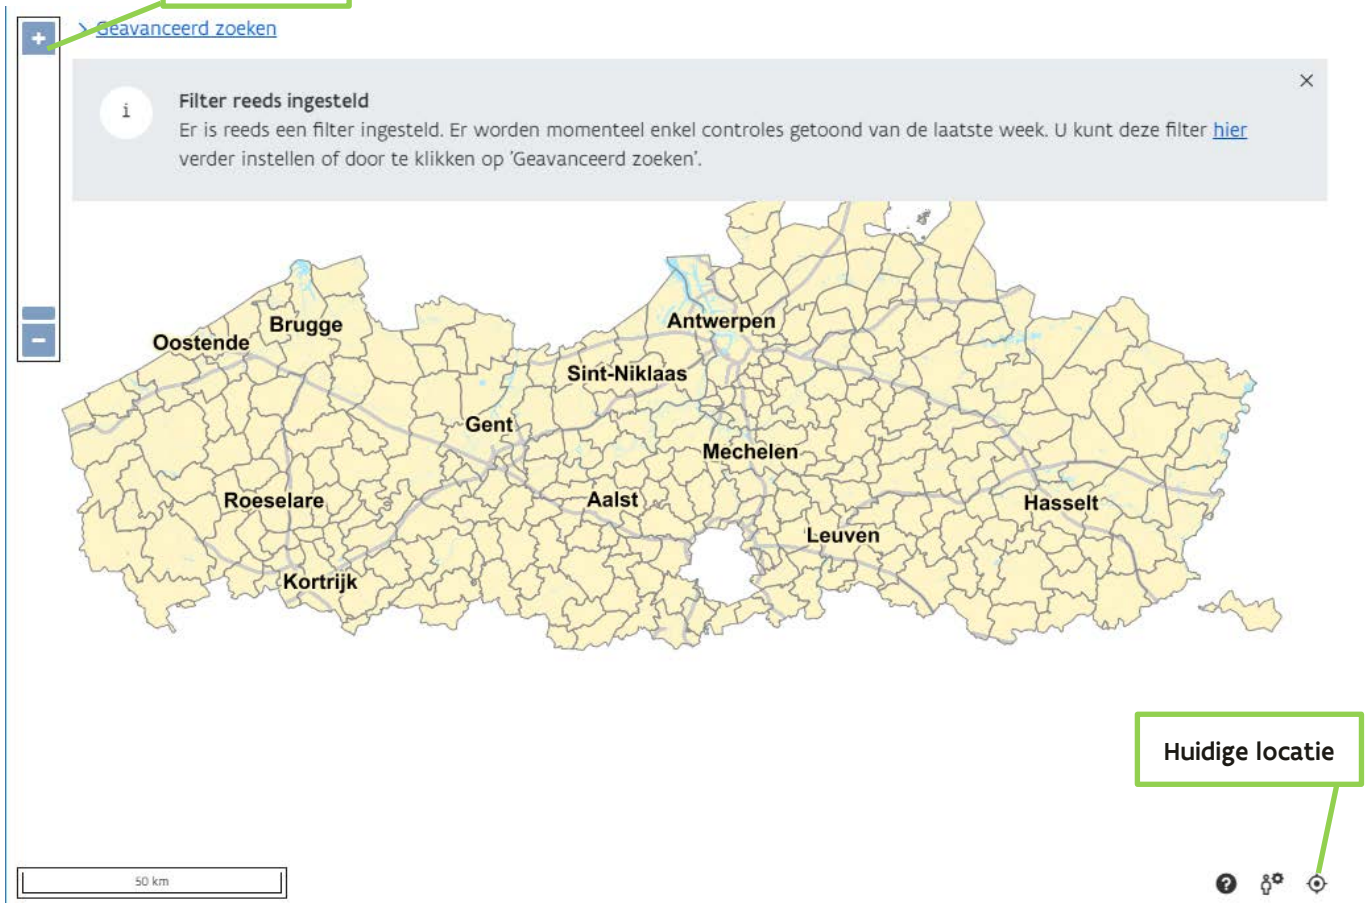 +
> Geavanceerd zoeken
i
Filter reeds ingesteld
Er is reeds een filter ingesteld. Er worden momenteel enkel controles getoond van de laatste week. U kunt deze filter hier
verder instellen of door te klikken op 'Geavanceerd zoeken'.
−
Antwerpen
Brugge
Oostende
Sint-Niklaas
Gent
Mechelen
Roeselare
Aalst
Hasselt
Leuven
Kortrijk
Huidige locatie
50 km
?